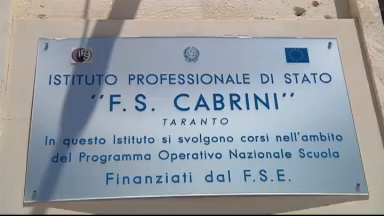 ISTITUTO PROFESSIONALE DI STATO
"F. S. CABRINI"
TARANTO
In questo Istituto si svolgono corsi nell'ambito
del Programma Operativo Nazionale Scuola
Finanziati dal F.S.E.